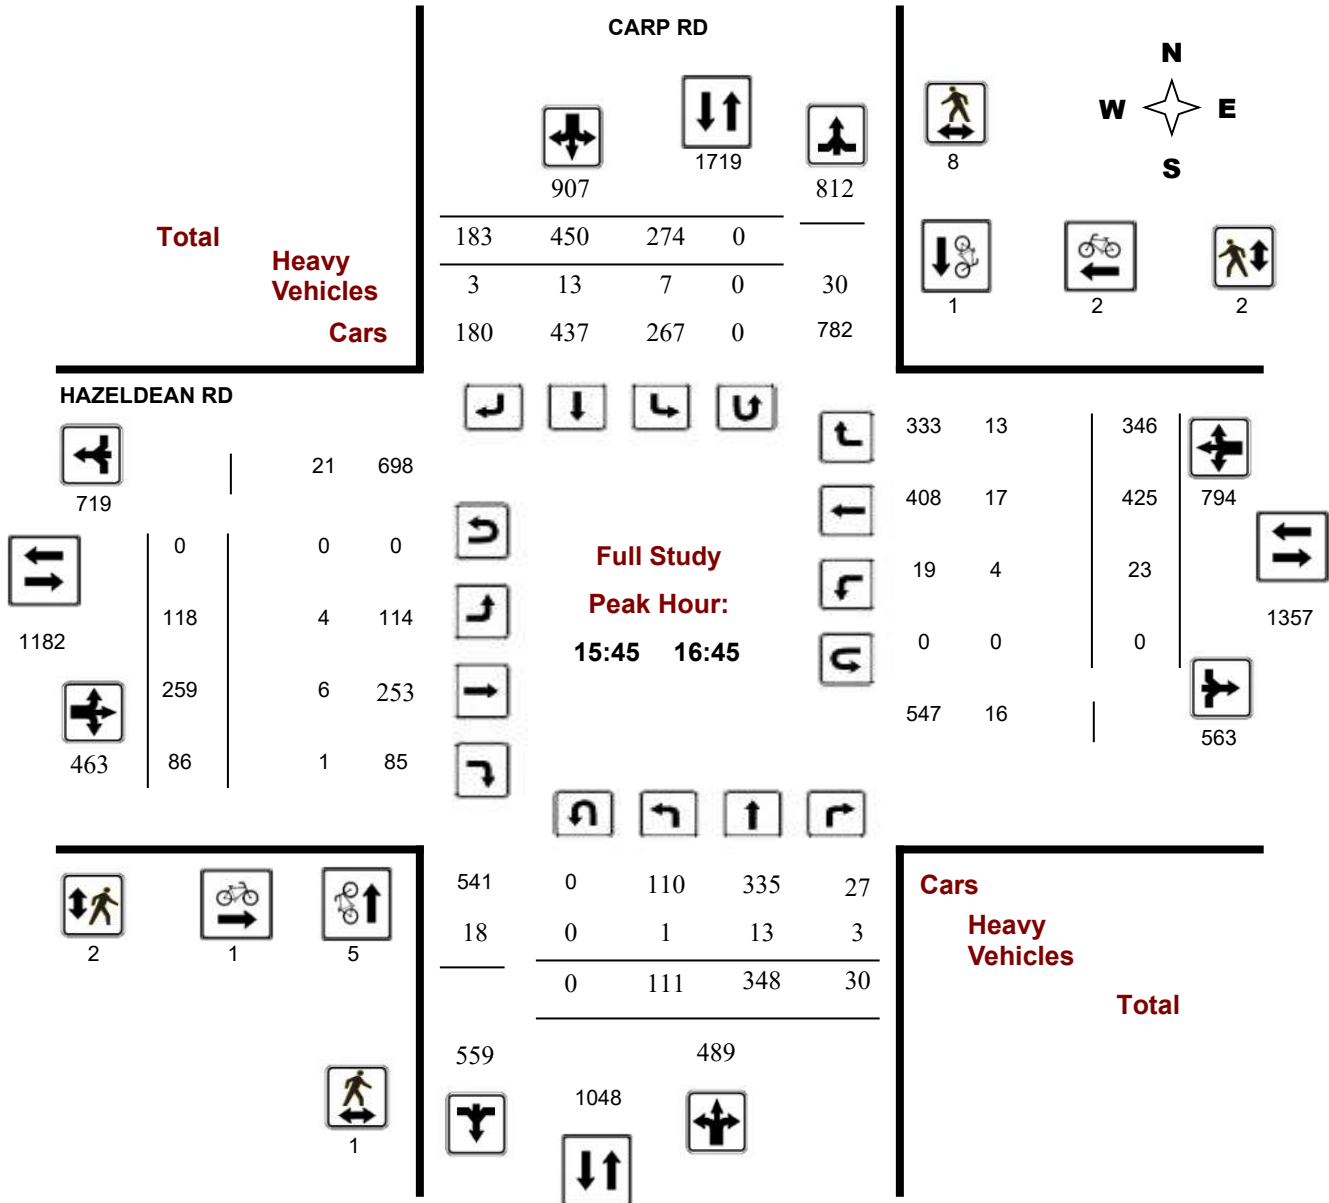 CARP RD
N
W E
S
907
1719
812
8
Total
183 450 274 0
Heavy
Vehicles
3 13 7 0 30
Cars
180 437 267 0 782
1 2 2
HAZELDEAN RD
719
21 698
333 13 346
408 17 425
794
0 0 0
19 4 23
1182
118 4 114
1357
0 0 0
259 6 253
547 16
563
463
86 1 85
Full Study
Peak Hour:
15:45 16:45
541 0 110 335 27
Cars
18 0 1 13 3
Heavy
Vehicles
0 111 348 30
Total
2 1 5
559
489
1048
1